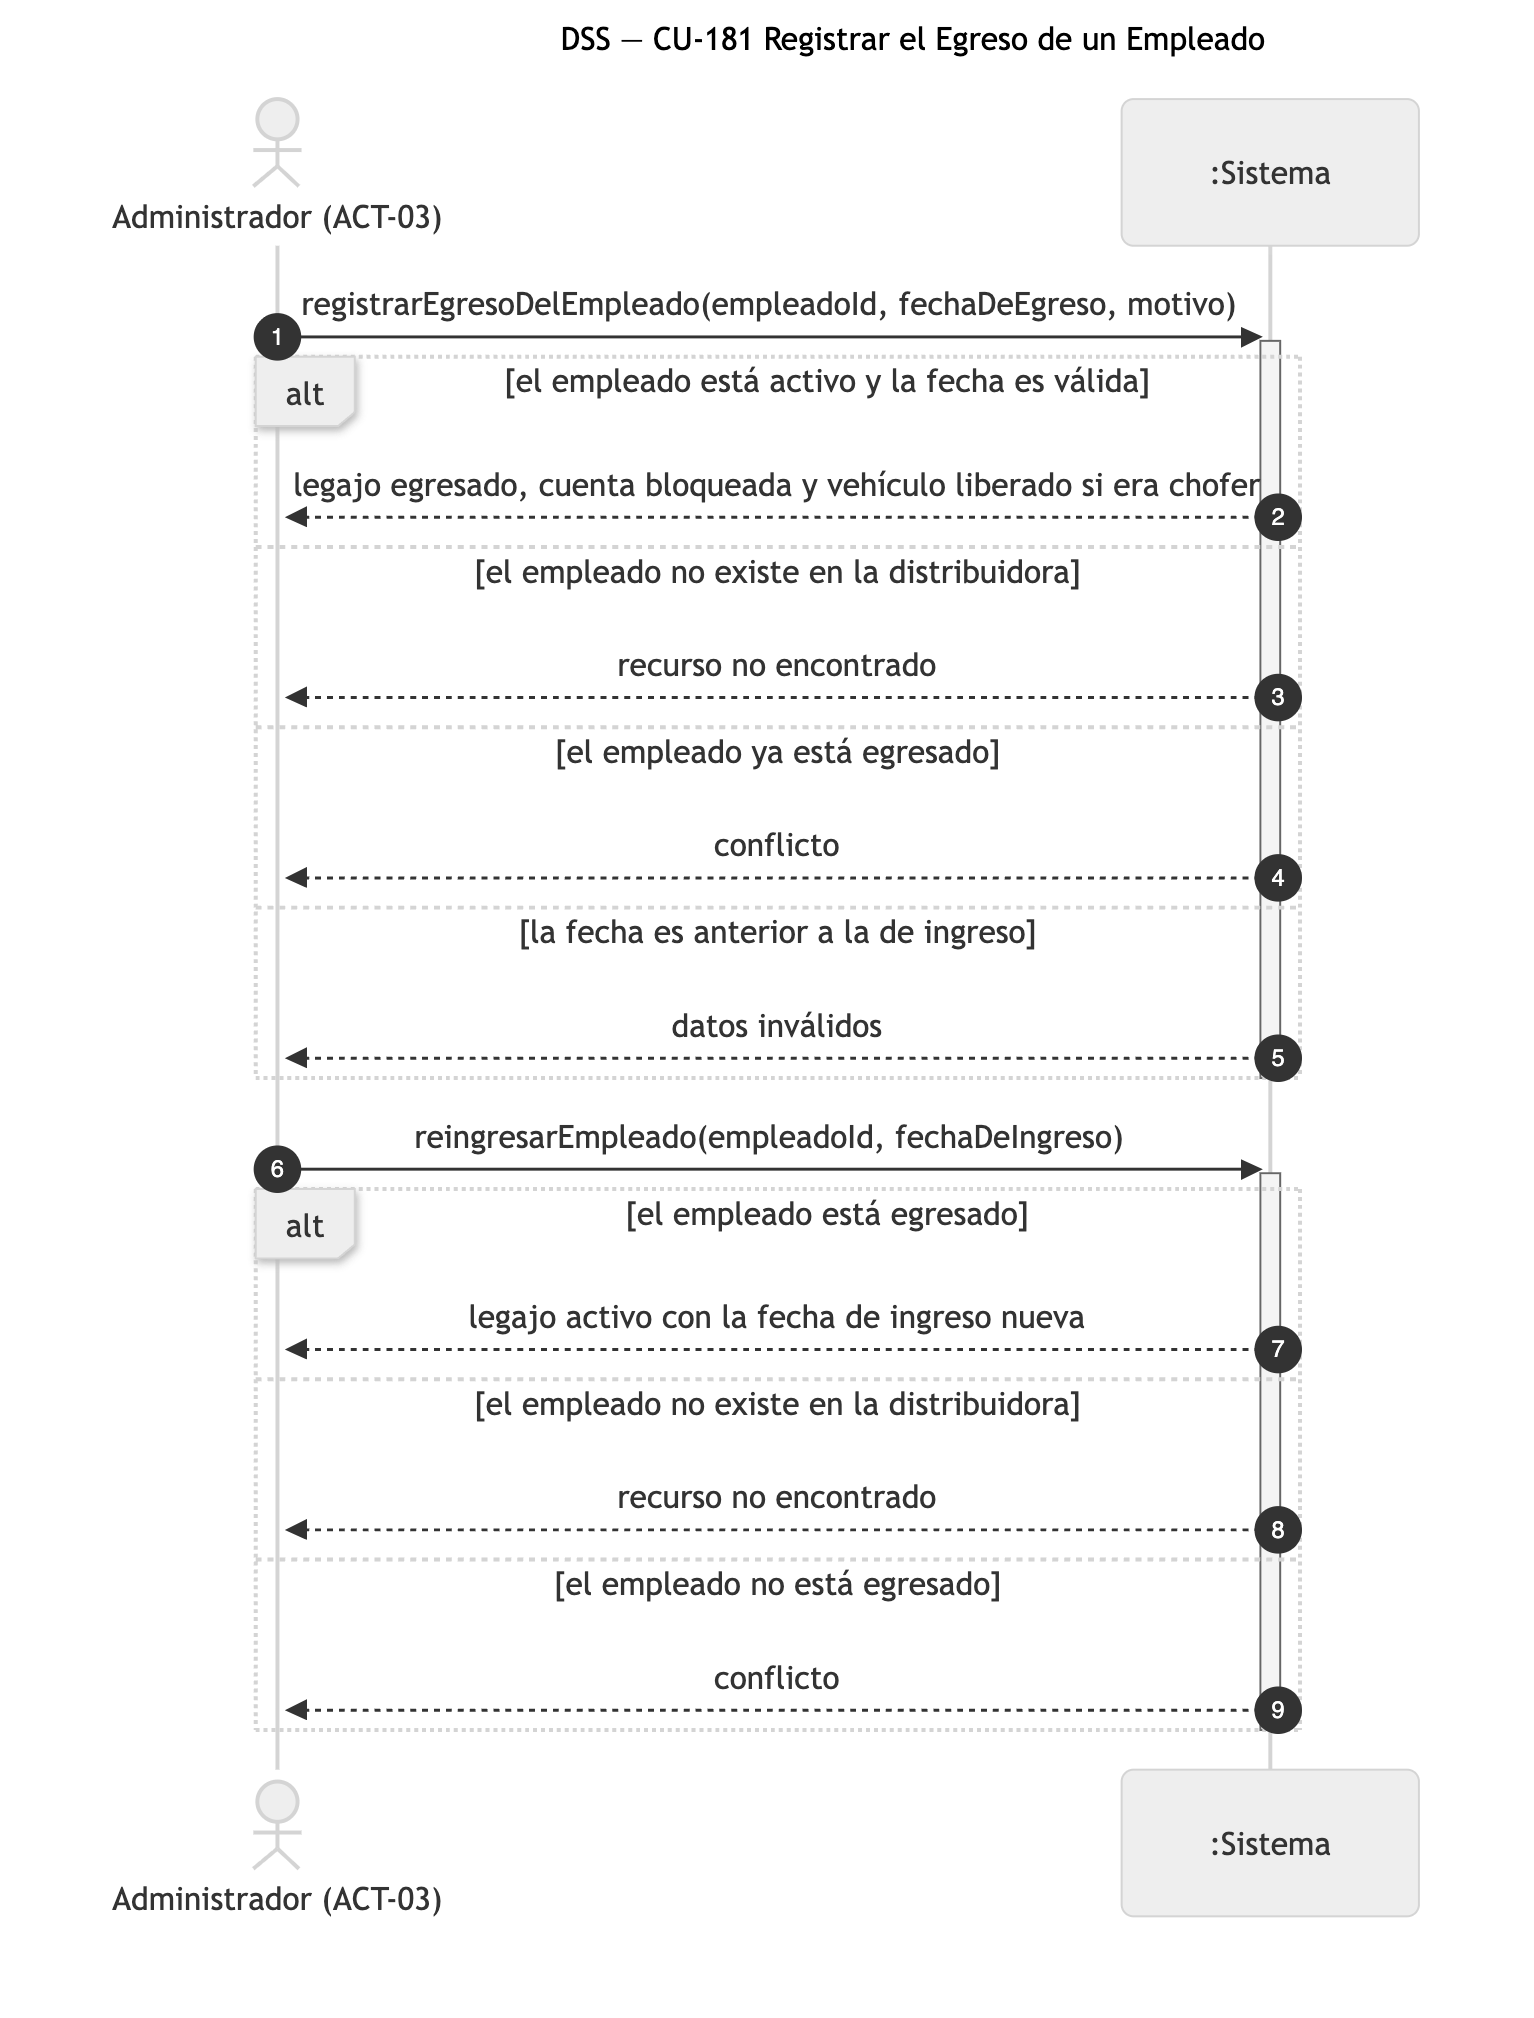 DSS — CU-181 Registrar el Egreso de un Empleado
Administrador (ACT-03)
:Sistema
registrarEgresoDelEmpleado(empleadoId, fechaDeEgreso, motivo)
1
alt
[el empleado está activo y la fecha es válida]
legajo egresado, cuenta bloqueada y vehículo liberado si era chofer
2
[el empleado no existe en la distribuidora]
recurso no encontrado
3
[el empleado ya está egresado]
conflicto
4
[la fecha es anterior a la de ingreso]
datos inválidos
5
reingresarEmpleado(empleadoId, fechaDeIngreso)
6
alt
[el empleado está egresado]
legajo activo con la fecha de ingreso nueva
7
[el empleado no existe en la distribuidora]
recurso no encontrado
8
[el empleado no está egresado]
conflicto
9
Administrador (ACT-03)
:Sistema